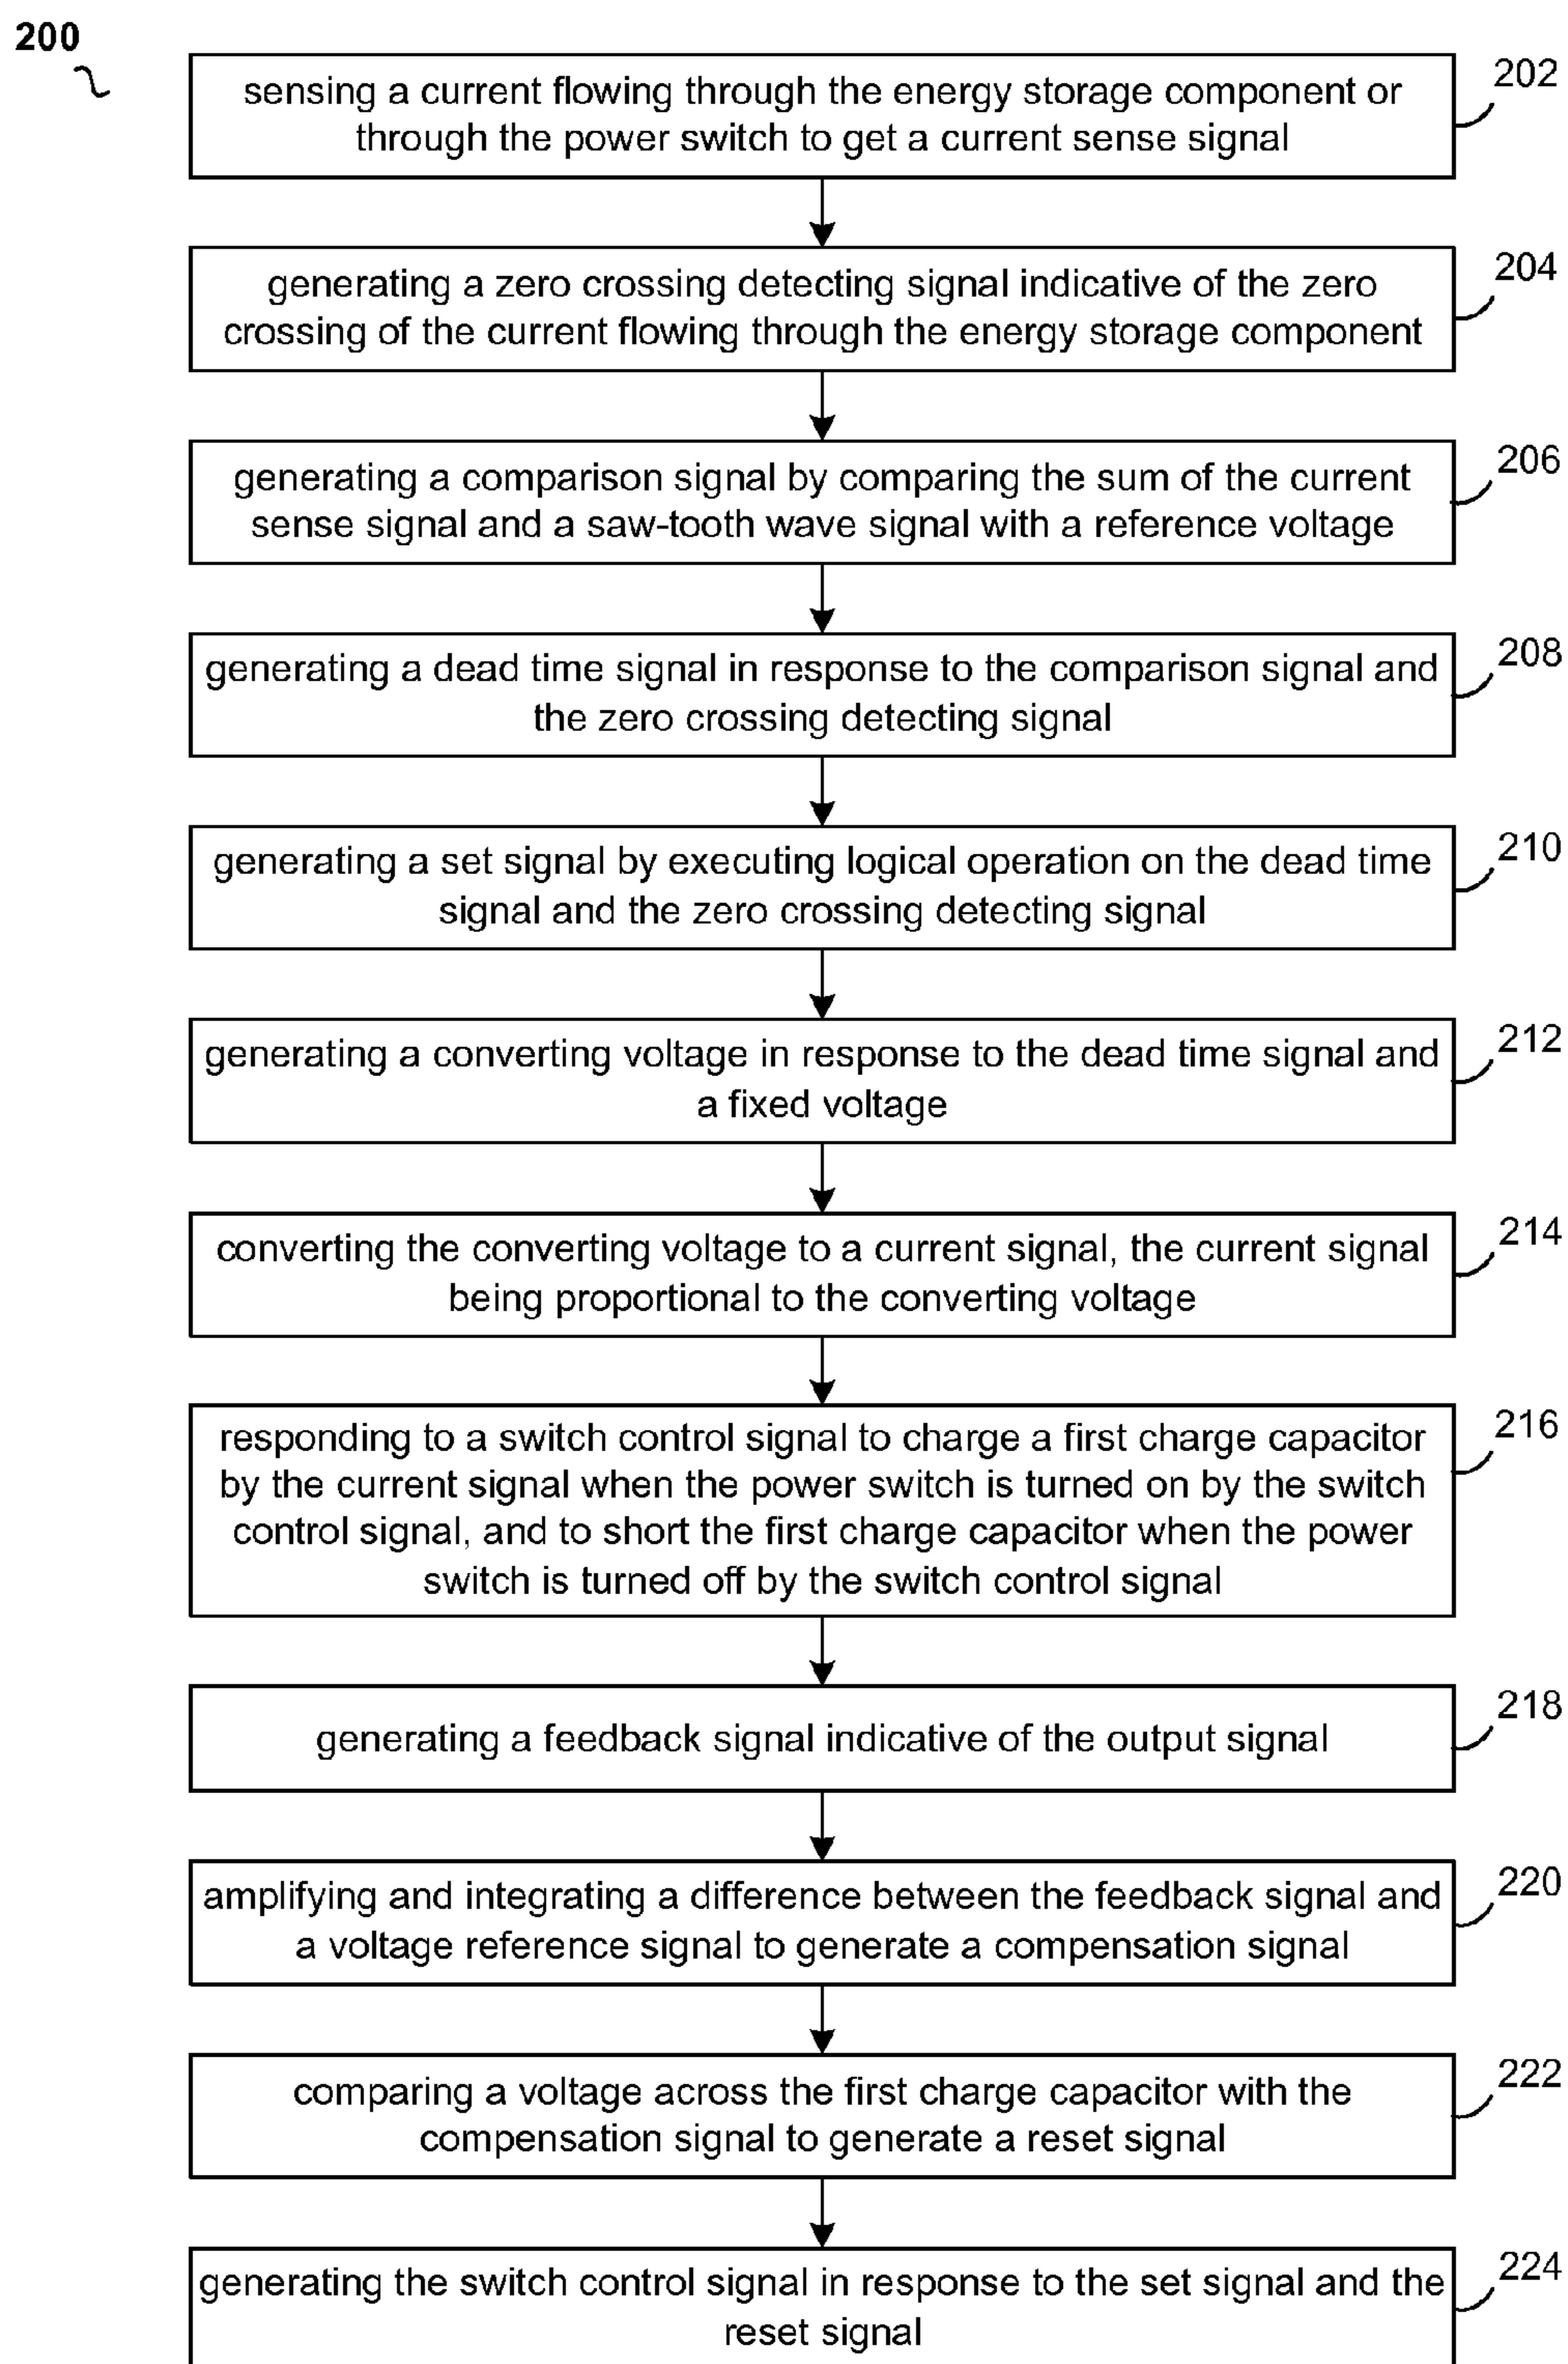 200
sensing a current flowing through the energy storage component or
through the power switch to get a current sense signal
202
generating a zero crossing detecting signal indicative of the zero
crossing of the current flowing through the energy storage component
204
generating a comparison signal by comparing the sum of the current
sense signal and a saw-tooth wave signal with a reference voltage
206
generating a dead time signal in response to the comparison signal and
the zero crossing detecting signal
208
generating a set signal by executing logical operation on the dead time
signal and the zero crossing detecting signal
210
generating a converting voltage in response to the dead time signal and
a fixed voltage
212
converting the converting voltage to a current signal, the current signal
being proportional to the converting voltage
214
responding to a switch control signal to charge a first charge capacitor
by the current signal when the power switch is turned on by the switch
control signal, and to short the first charge capacitor when the power
switch is turned off by the switch control signal
216
generating a feedback signal indicative of the output signal
218
amplifying and integrating a difference between the feedback signal and
a voltage reference signal to generate a compensation signal
220
comparing a voltage across the first charge capacitor with the
compensation signal to generate a reset signal
222
generating the switch control signal in response to the set signal and the
reset signal
224